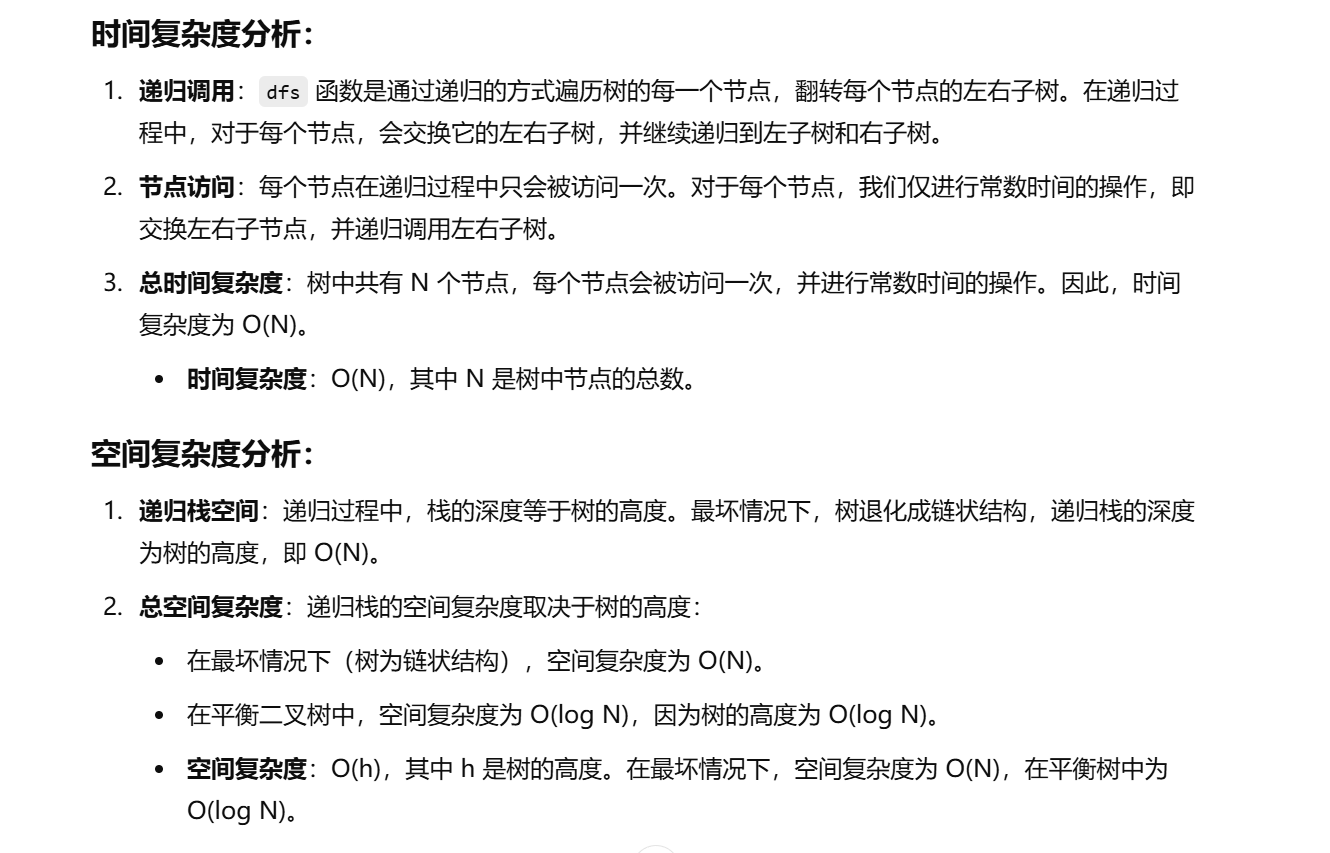 时间复杂度分析：
1. 递归调用：dfs 函数是通过递归的方式遍历树的每一个节点，翻转每个节点的左右子树。在递归过
程中，对于每个节点，会交换它的左右子树，并继续递归到左子树和右子树。
2. 节点访问：每个节点在递归过程中只会被访问一次。对于每个节点，我们仅进行常数时间的操作，即
交换左右子节点，并递归调用左右子树。
3. 总时间复杂度：树中共有 N 个节点，每个节点会被访问一次，并进行常数时间的操作。因此，时间
复杂度为 O(N)。
• 时间复杂度：O(N)，其中 N 是树中节点的总数。
空间复杂度分析：
1. 递归栈空间：递归过程中，栈的深度等于树的高度。最坏情况下，树退化成链状结构，递归栈的深度
为树的高度，即 O(N)。
2. 总空间复杂度：递归栈的空间复杂度取决于树的高度：
• 在最坏情况下（树为链状结构），空间复杂度为 O(N)。
• 在平衡二叉树中，空间复杂度为 O(log N)，因为树的高度为 O(log N)。
• 空间复杂度：O(h)，其中 h 是树的高度。在最坏情况下，空间复杂度为 O(N)，在平衡树中为
O(log N)。